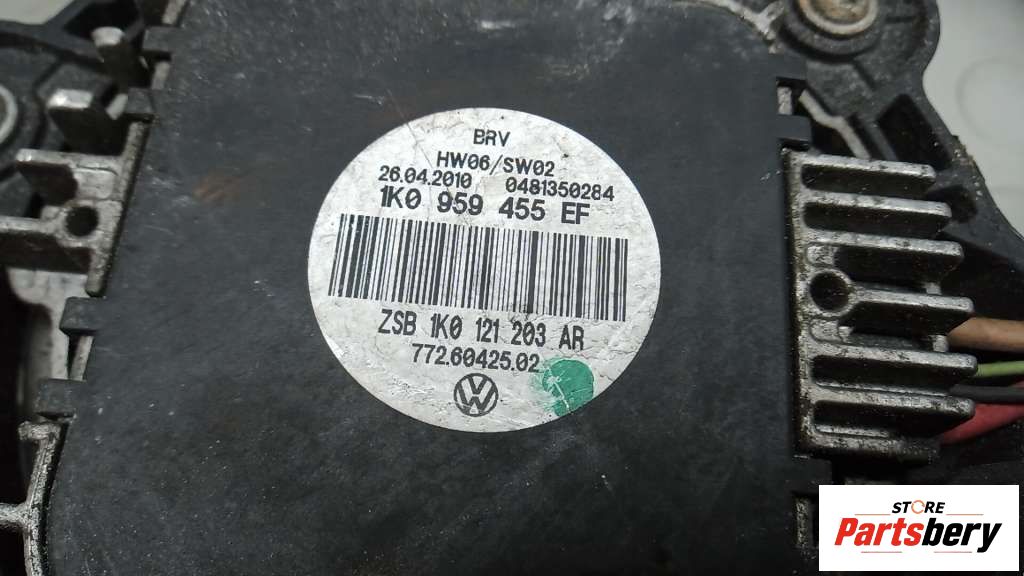 BRV
HW06/SW02
26.04.2010 0481350284
1K0 959 455 EF
ZSB 1K0 121 203 AR
772.60425.02
VW
STORE
Partsbery